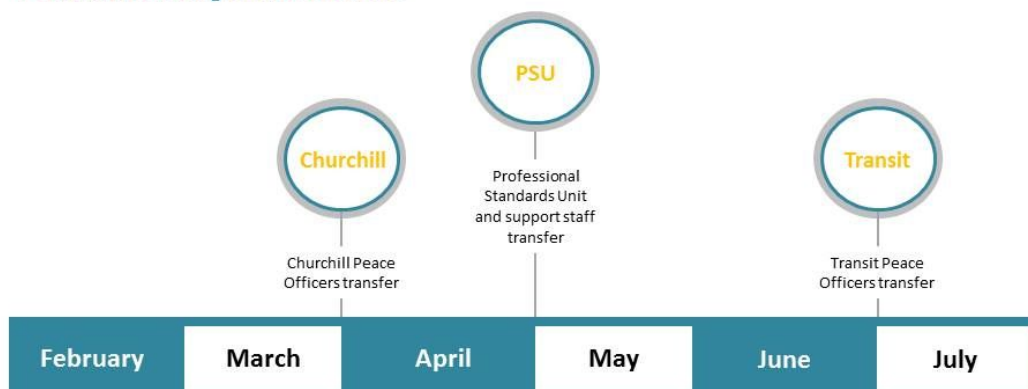 PSU
Churchill
Transit
Professional
Standards Unit
and support staff
transfer
Churchill Peace
Officers transfer
Transit Peace
Officers transfer
February
March
April
May
June
July